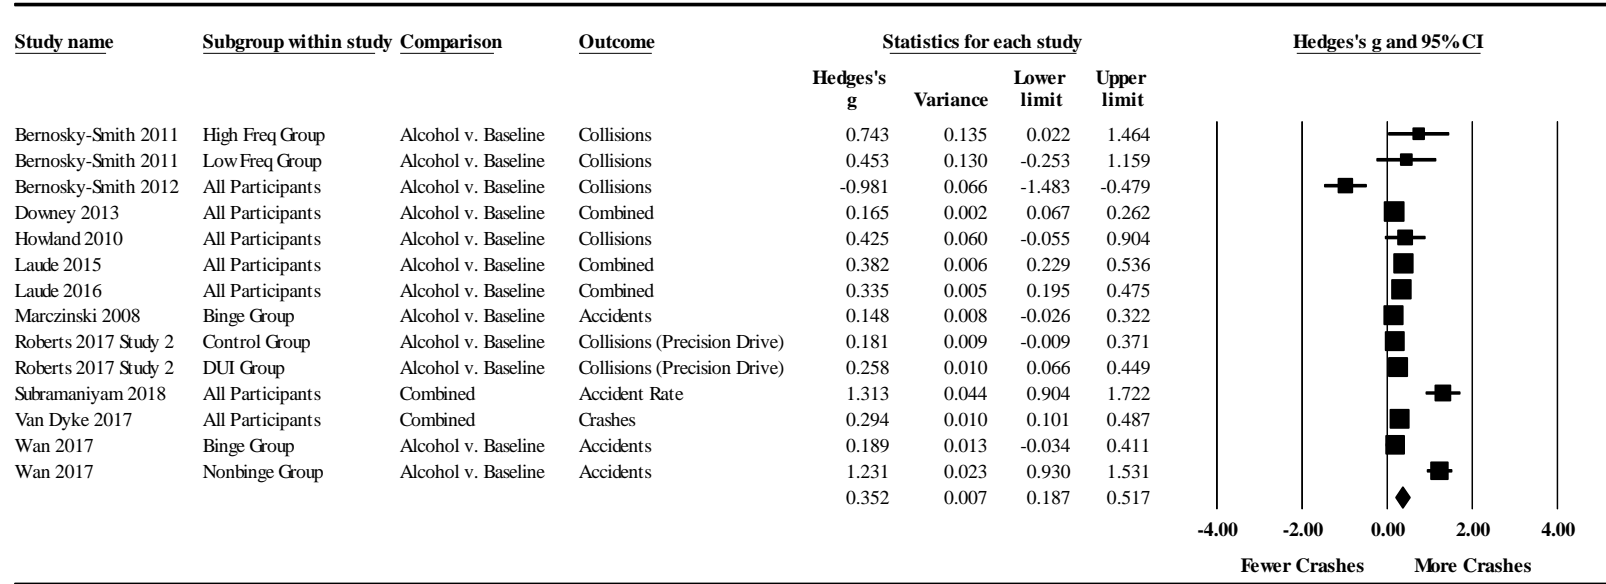 Study name Subgroup within study Comparison Outcome Statistics for each study Hedges's g and 95% CI
Hedges's Lower Upper
g Variance limit limit
Bernosky-Smith 2011 High Freq Group Alcohol v. Baseline Collisions 0.743 0.135 0.022 1.464
Bernosky-Smith 2011 Low Freq Group Alcohol v. Baseline Collisions 0.453 0.130 -0.253 1.159
Bernosky-Smith 2012 All Participants Alcohol v. Baseline Collisions -0.981 0.066 -1.483 -0.479
Downey 2013 All Participants Alcohol v. Baseline Combined 0.165 0.002 0.067 0.262
Howland 2010 All Participants Alcohol v. Baseline Collisions 0.425 0.060 -0.055 0.904
Laude 2015 All Participants Alcohol v. Baseline Combined 0.382 0.006 0.229 0.536
Laude 2016 All Participants Alcohol v. Baseline Combined 0.335 0.005 0.195 0.475
Marczinski 2008 Binge Group Alcohol v. Baseline Accidents 0.148 0.008 -0.026 0.322
Roberts 2017 Study 2 Control Group Alcohol v. Baseline Collisions (Precision Drive) 0.181 0.009 -0.009 0.371
Roberts 2017 Study 2 DUI Group Alcohol v. Baseline Collisions (Precision Drive) 0.258 0.010 0.066 0.449
Subramaniyam 2018 All Participants Combined Accident Rate 1.313 0.044 0.904 1.722
Van Dyke 2017 All Participants Combined Crashes 0.294 0.010 0.101 0.487
Wan 2017 Binge Group Alcohol v. Baseline Accidents 0.189 0.013 -0.034 0.411
Wan 2017 Nonbinge Group Alcohol v. Baseline Accidents 1.231 0.023 0.930 1.531
0.352 0.007 0.187 0.517
-4.00 -2.00 0.00 2.00 4.00
Fewer Crashes More Crashes